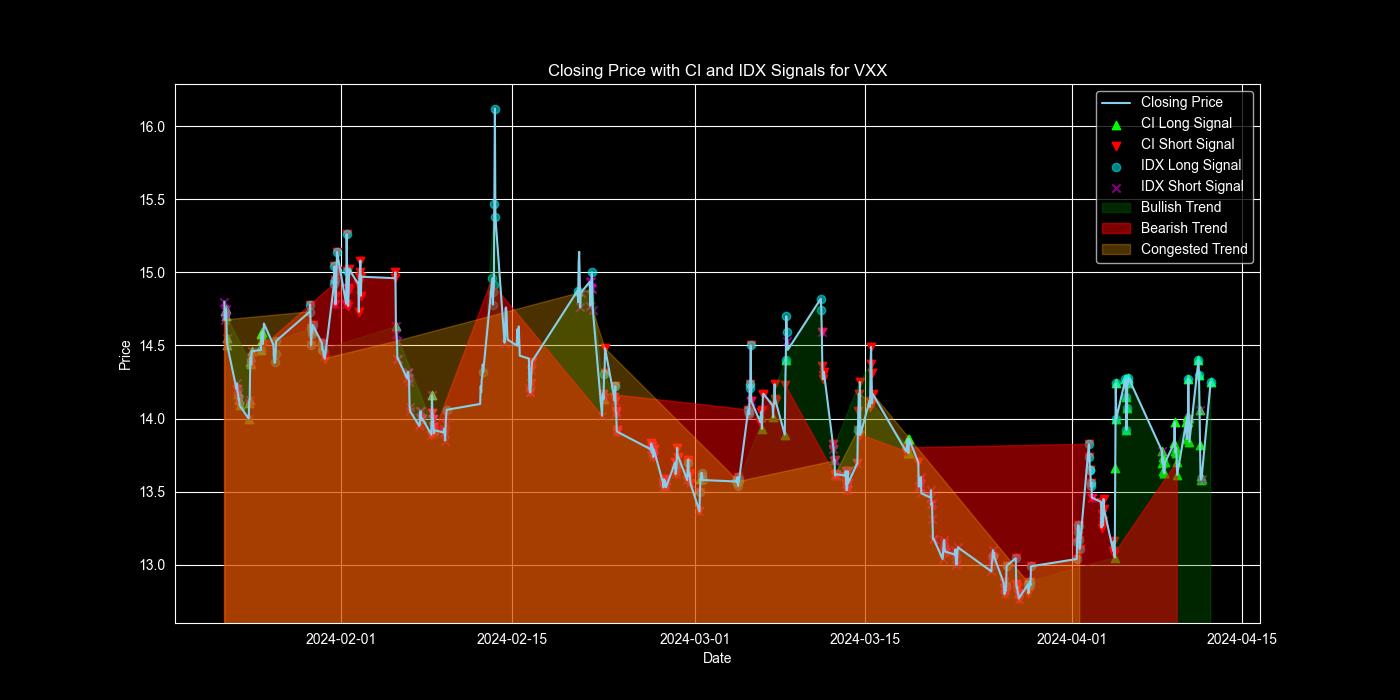 Closing Price with CI and IDX Signals for VXX
Closing Price
CI Long Signal
CI Short Signal
IDX Long Signal
IDX Short Signal
Bullish Trend
Bearish Trend
Congested Trend
Price
16.0
15.5
15.0
14.5
14.0
13.5
13.0
2024-02-01 2024-02-15 2024-03-01 2024-03-15 2024-04-01 2024-04-15
Date